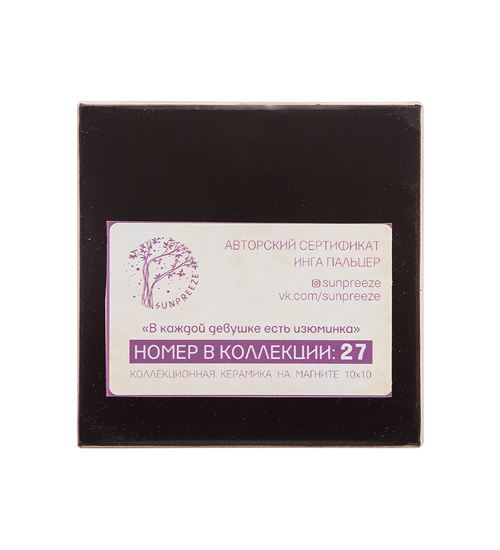 АВТОРСКИЙ СЕРТИФИКАТ
ИНГА ПАЛЬЦЕР
sunpreeze
vk.com/sunpreeze
SUNPREEZE
«В каждой девушке есть изюминка»
НОМЕР В КОЛЛЕКЦИИ: 27
КОЛЛЕКЦИОННАЯ КЕРАМИКА НА МАГНИТЕ 10x10